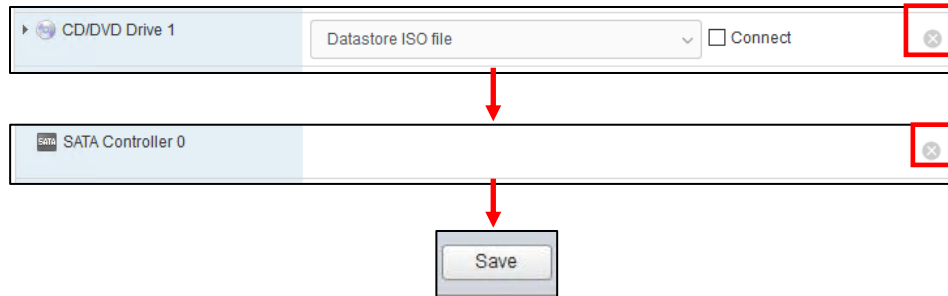 CD/DVD Drive 1
Datastore ISO file
Connect
SATA SATA Controller 0
Save